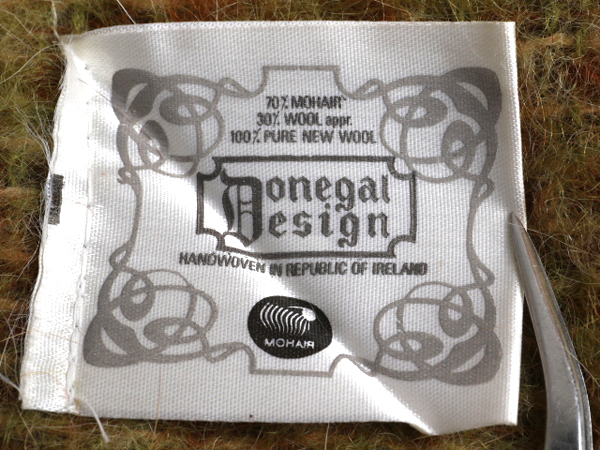 70% MOHAIR
30% WOOL appr.
100% PURE NEW WOOL
Donegal
Design
HANDWOVEN IN REPUBLIC OF IRELAND
MOHAIR